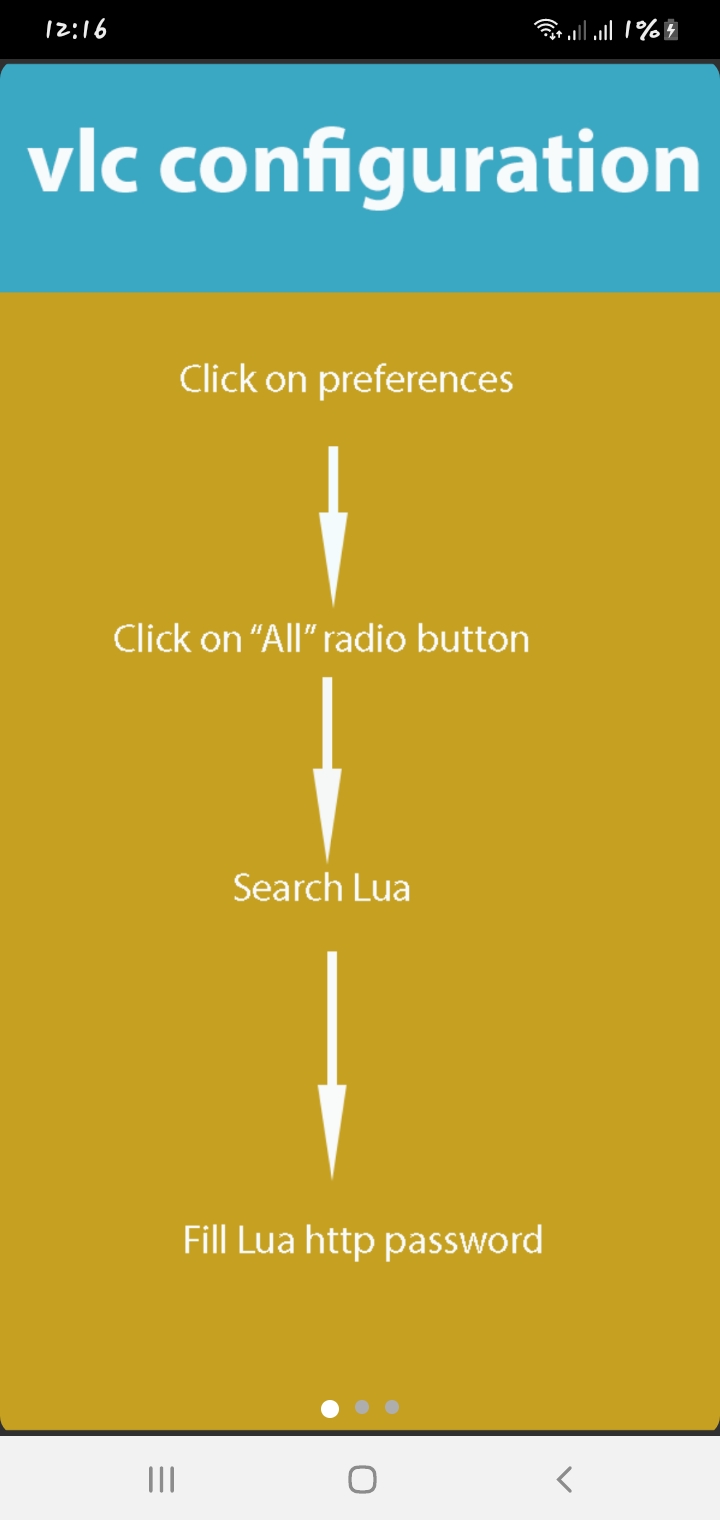 12:16
1%
vlc configuration
Click on preferences
Click on “All” radio button
Search Lua
Fill Lua http password